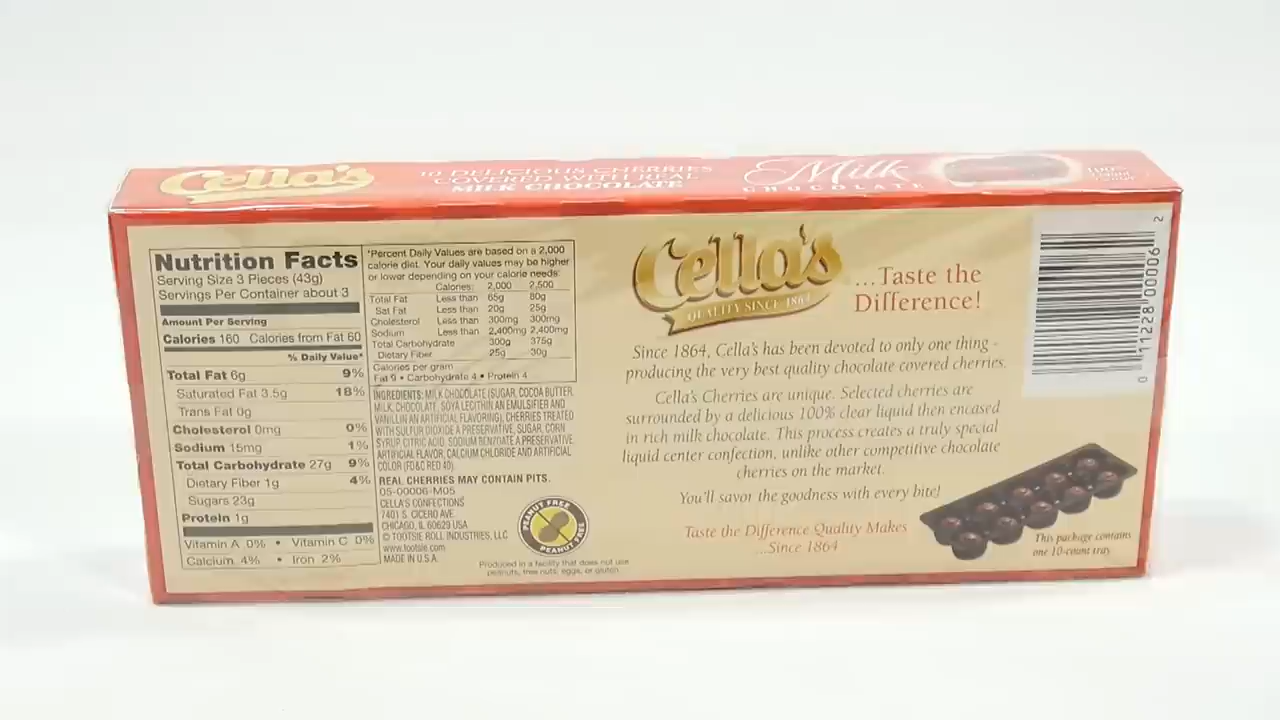 Cella's
10 DELICIOUS CHERRIES
COVERED WITH REAL
MILK CHOCOLATE
Milk
CHOCOLATE
Nutrition Facts
Serving Size 3 Pieces (43g)
Servings Per Container about 3
Amount Per Serving
Calories 160 Calories from Fat 60
% Daily Value*
Total Fat 6g 9%
Saturated Fat 3.5g 18%
Trans Fat 0g
Cholesterol 0mg 0%
Sodium 15mg 1%
Total Carbohydrate 27g 9%
Dietary Fiber 1g 4%
Sugars 23g
Protein 1g
Vitamin A 0% • Vitamin C 0%
Calcium 4% • Iron 2%
*Percent Daily Values are based on a 2,000
calorie diet. Your daily values may be higher
or lower depending on your calorie needs:
Calories: 2,000 2,500
Total Fat Less than 65g 80g
Sat Fat Less than 20g 25g
Cholesterol Less than 300mg 300mg
Sodium Less than 2,400mg 2,400mg
Total Carbohydrate 300g 375g
Dietary Fiber 25g 30g
Calories per gram
Fat 9 • Carbohydrate 4 • Protein 4
INGREDIENTS: MILK CHOCOLATE (SUGAR, COCOA BUTTER,
MILK, CHOCOLATE, SOYA LECITHIN AN EMULSIFIER AND
VANILLIN AN ARTIFICIAL FLAVORING), CHERRIES TREATED
WITH SULFUR DIOXIDE A PRESERVATIVE, SUGAR, CORN
SYRUP, CITRIC ACID, SODIUM BENZOATE A PRESERVATIVE,
ARTIFICIAL FLAVOR, CALCIUM CHLORIDE AND ARTIFICIAL
COLOR (FD&C RED 40).
REAL CHERRIES MAY CONTAIN PITS.
05-00006-M05
CELLA'S CONFECTIONS
7401 S. CICERO AVE.
CHICAGO, IL 60629 USA
© TOOTSIE ROLL INDUSTRIES, LLC
www.tootsie.com
MADE IN U.S.A.
PEANUT FREE
PEANUT FREE
Produced in a facility that does not use
peanuts, tree nuts, eggs, or gluten.
Cella's
QUALITY SINCE 1864
...Taste the
Difference!
Since 1864, Cella's has been devoted to only one thing -
producing the very best quality chocolate covered cherries.
Cella's Cherries are unique. Selected cherries are
surrounded by a delicious 100% clear liquid then encased
in rich milk chocolate. This process creates a truly special
liquid center confection, unlike other competitive chocolate
cherries on the market.
You'll savor the goodness with every bite!
Taste the Difference Quality Makes
...Since 1864
This package contains
one 10-count tray
0 11228 00006 2